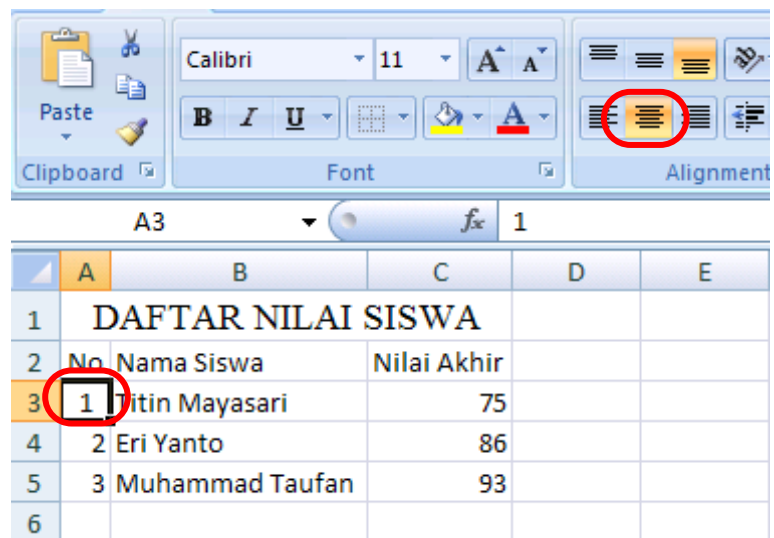 Calibri 11 A A
Paste
B I U A
Clipboard Font Alignment
A3 fx 1
A B C D E
1 DAFTAR NILAI SISWA
2 No Nama Siswa Nilai Akhir
3 1 Titin Mayasari 75
4 2 Eri Yanto 86
5 3 Muhammad Taufan 93
6